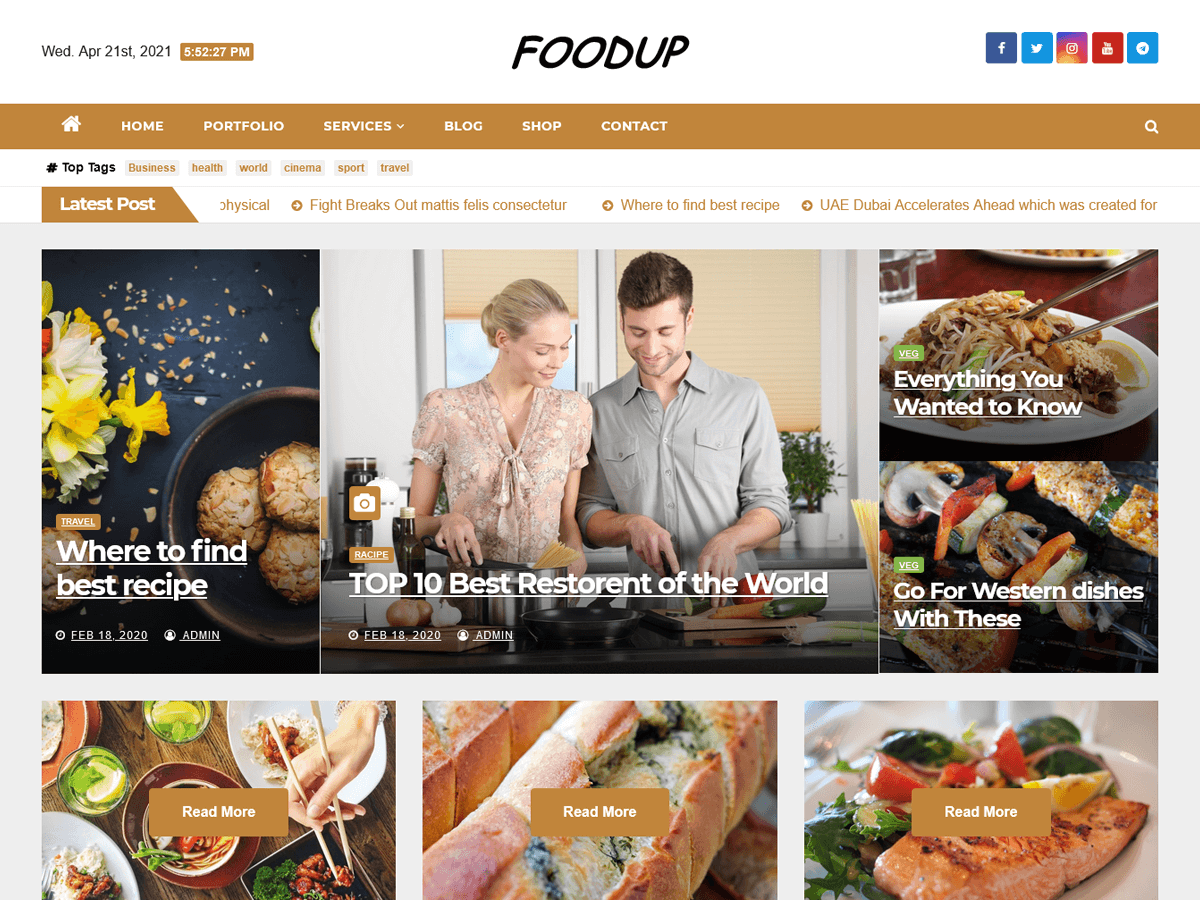 Wed. Apr 21st, 2021 5:52:27 PM
FOODUP
HOME PORTFOLIO SERVICES BLOG SHOP CONTACT
# Top Tags Business health world cinema sport travel
Latest Post physical Fight Breaks Out mattis felis consectetur Where to find best recipe UAE Dubai Accelerates Ahead which was created for
TRAVEL
Where to find
best recipe
FEB 18, 2020 ADMIN
RACIPE
TOP 10 Best Restorent of the World
FEB 18, 2020 ADMIN
VEG
Everything You
Wanted to Know
VEG
Go For Western dishes
With These
Read More
Read More
Read More